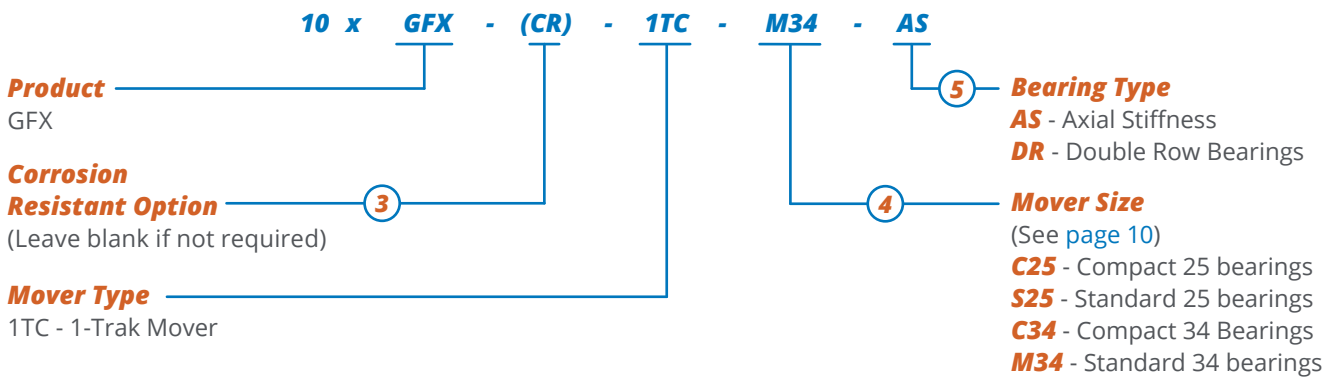 10 x GFX - (CR) - 1TC - M34 - AS
Product
GFX
Corrosion
Resistant Option
3
(Leave blank if not required)
Mover Type
1TC - 1-Trak Mover
5
Bearing Type
AS - Axial Stiffness
DR - Double Row Bearings
4
Mover Size
(See page 10)
C25 - Compact 25 bearings
S25 - Standard 25 bearings
C34 - Compact 34 Bearings
M34 - Standard 34 bearings